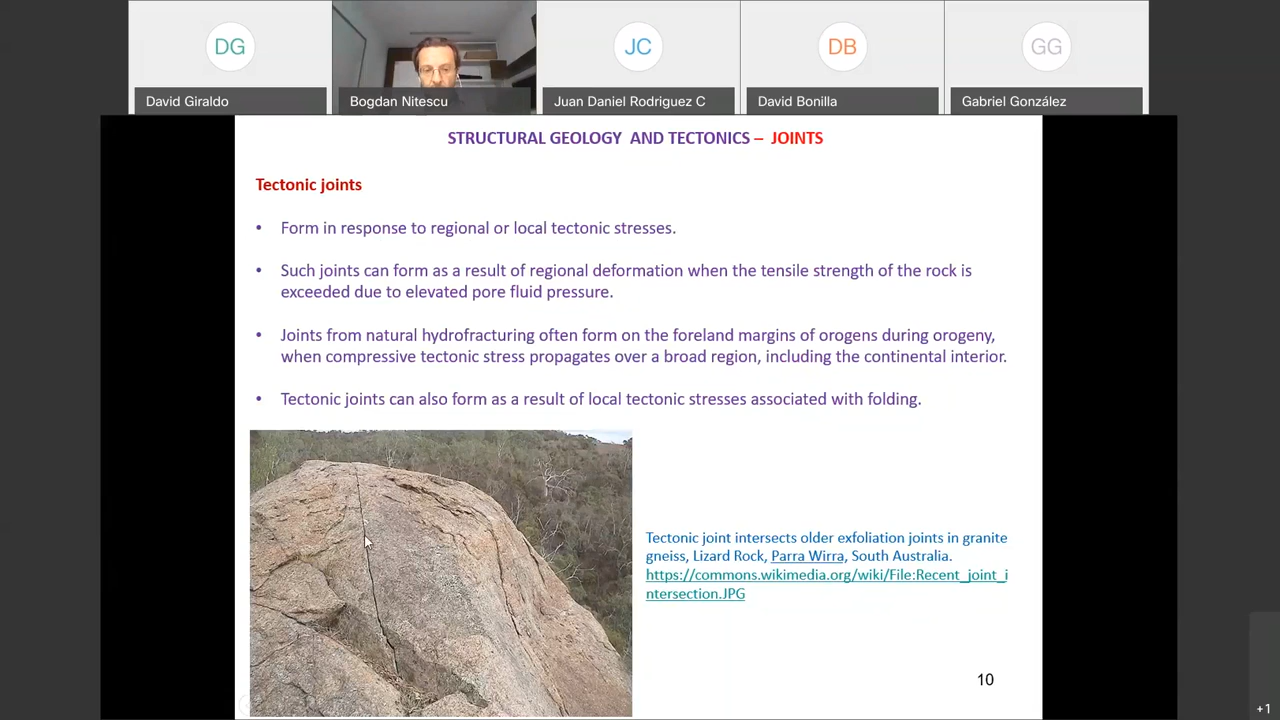 DG
JC
DB
GG
David Giraldo
Bogdan Nitescu
Juan Daniel Rodriguez C
David Bonilla
Gabriel González
STRUCTURAL GEOLOGY AND TECTONICS – JOINTS
Tectonic joints
• Form in response to regional or local tectonic stresses.
• Such joints can form as a result of regional deformation when the tensile strength of the rock is
exceeded due to elevated pore fluid pressure.
• Joints from natural hydrofracturing often form on the foreland margins of orogens during orogeny,
when compressive tectonic stress propagates over a broad region, including the continental interior.
• Tectonic joints can also form as a result of local tectonic stresses associated with folding.
Tectonic joint intersects older exfoliation joints in granite
gneiss, Lizard Rock, Parra Wirra, South Australia.
https://commons.wikimedia.org/wiki/File:Recent_joint_i
ntersection.JPG
10
+1